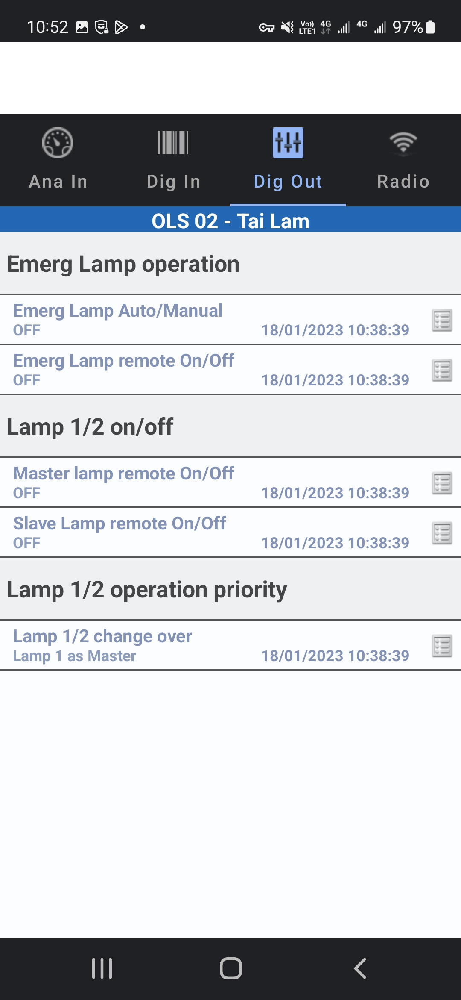 10:52 Vo)) LTE1 4G 4G 97%
Ana In Dig In Dig Out Radio
OLS 02 - Tai Lam
Emerg Lamp operation
Emerg Lamp Auto/Manual
OFF 18/01/2023 10:38:39
Emerg Lamp remote On/Off
OFF 18/01/2023 10:38:39
Lamp 1/2 on/off
Master lamp remote On/Off
OFF 18/01/2023 10:38:39
Slave Lamp remote On/Off
OFF 18/01/2023 10:38:39
Lamp 1/2 operation priority
Lamp 1/2 change over
Lamp 1 as Master 18/01/2023 10:38:39